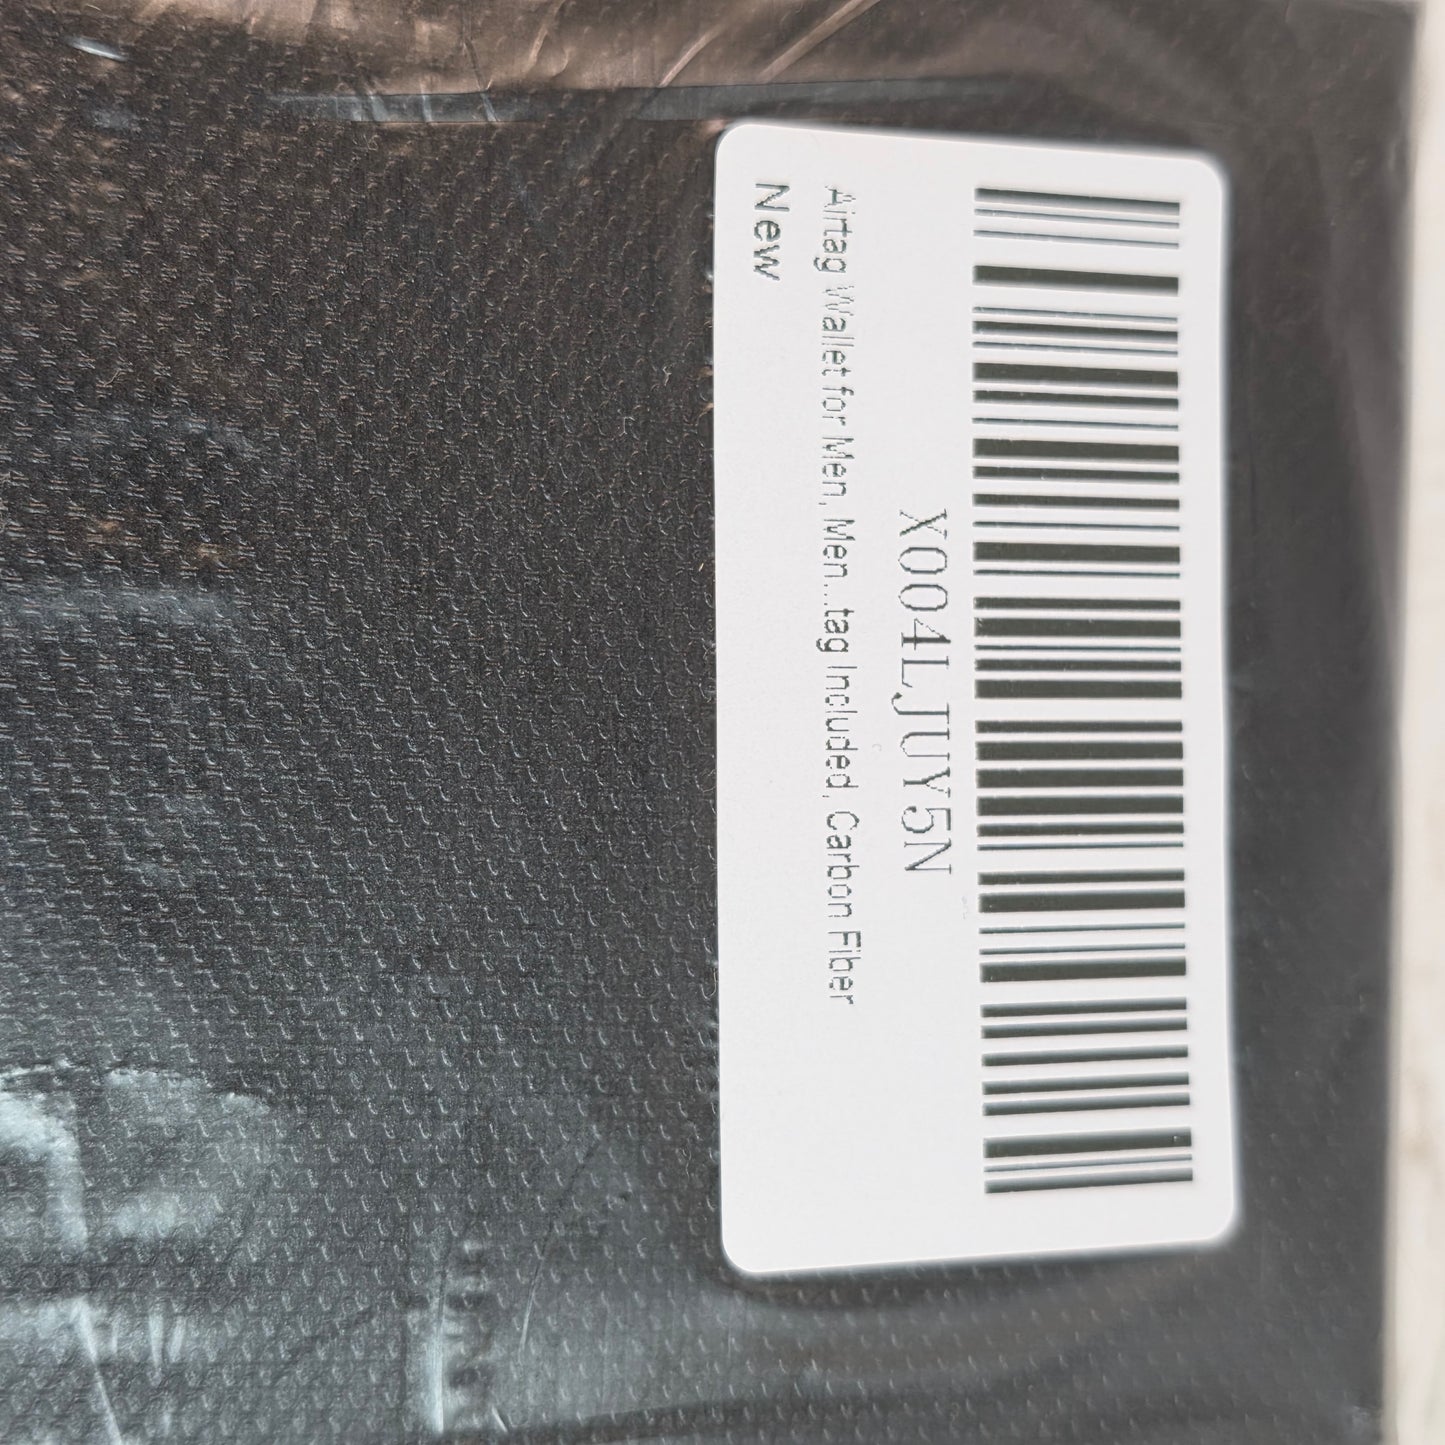 X004LJUY5N
Airtag Wallet for Men, Men...tag Included, Carbon Fiber
New